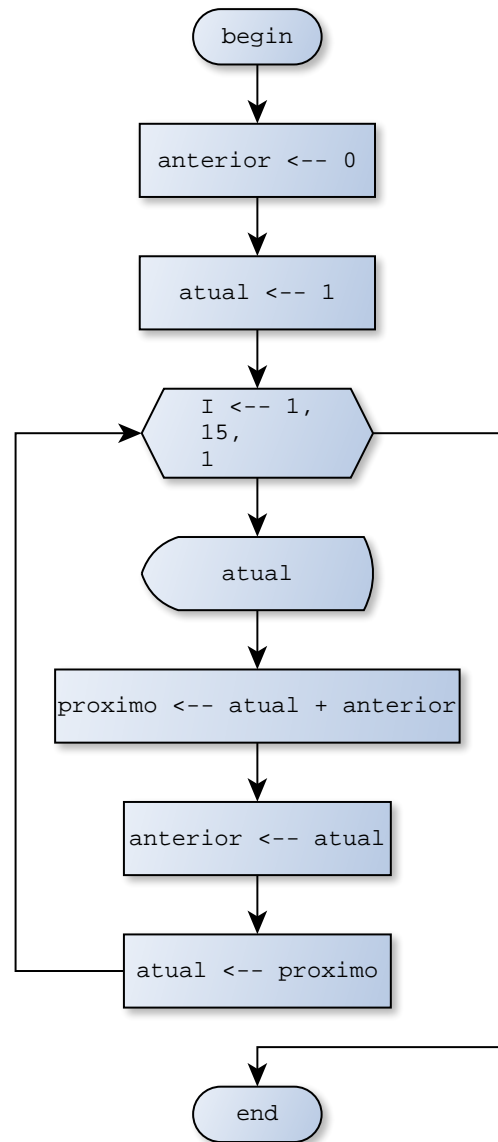 begin
anterior <-- 0
atual <-- 1
I <-- 1,
15,
1
atual
proximo <-- atual + anterior
anterior <-- atual
atual <-- proximo
end